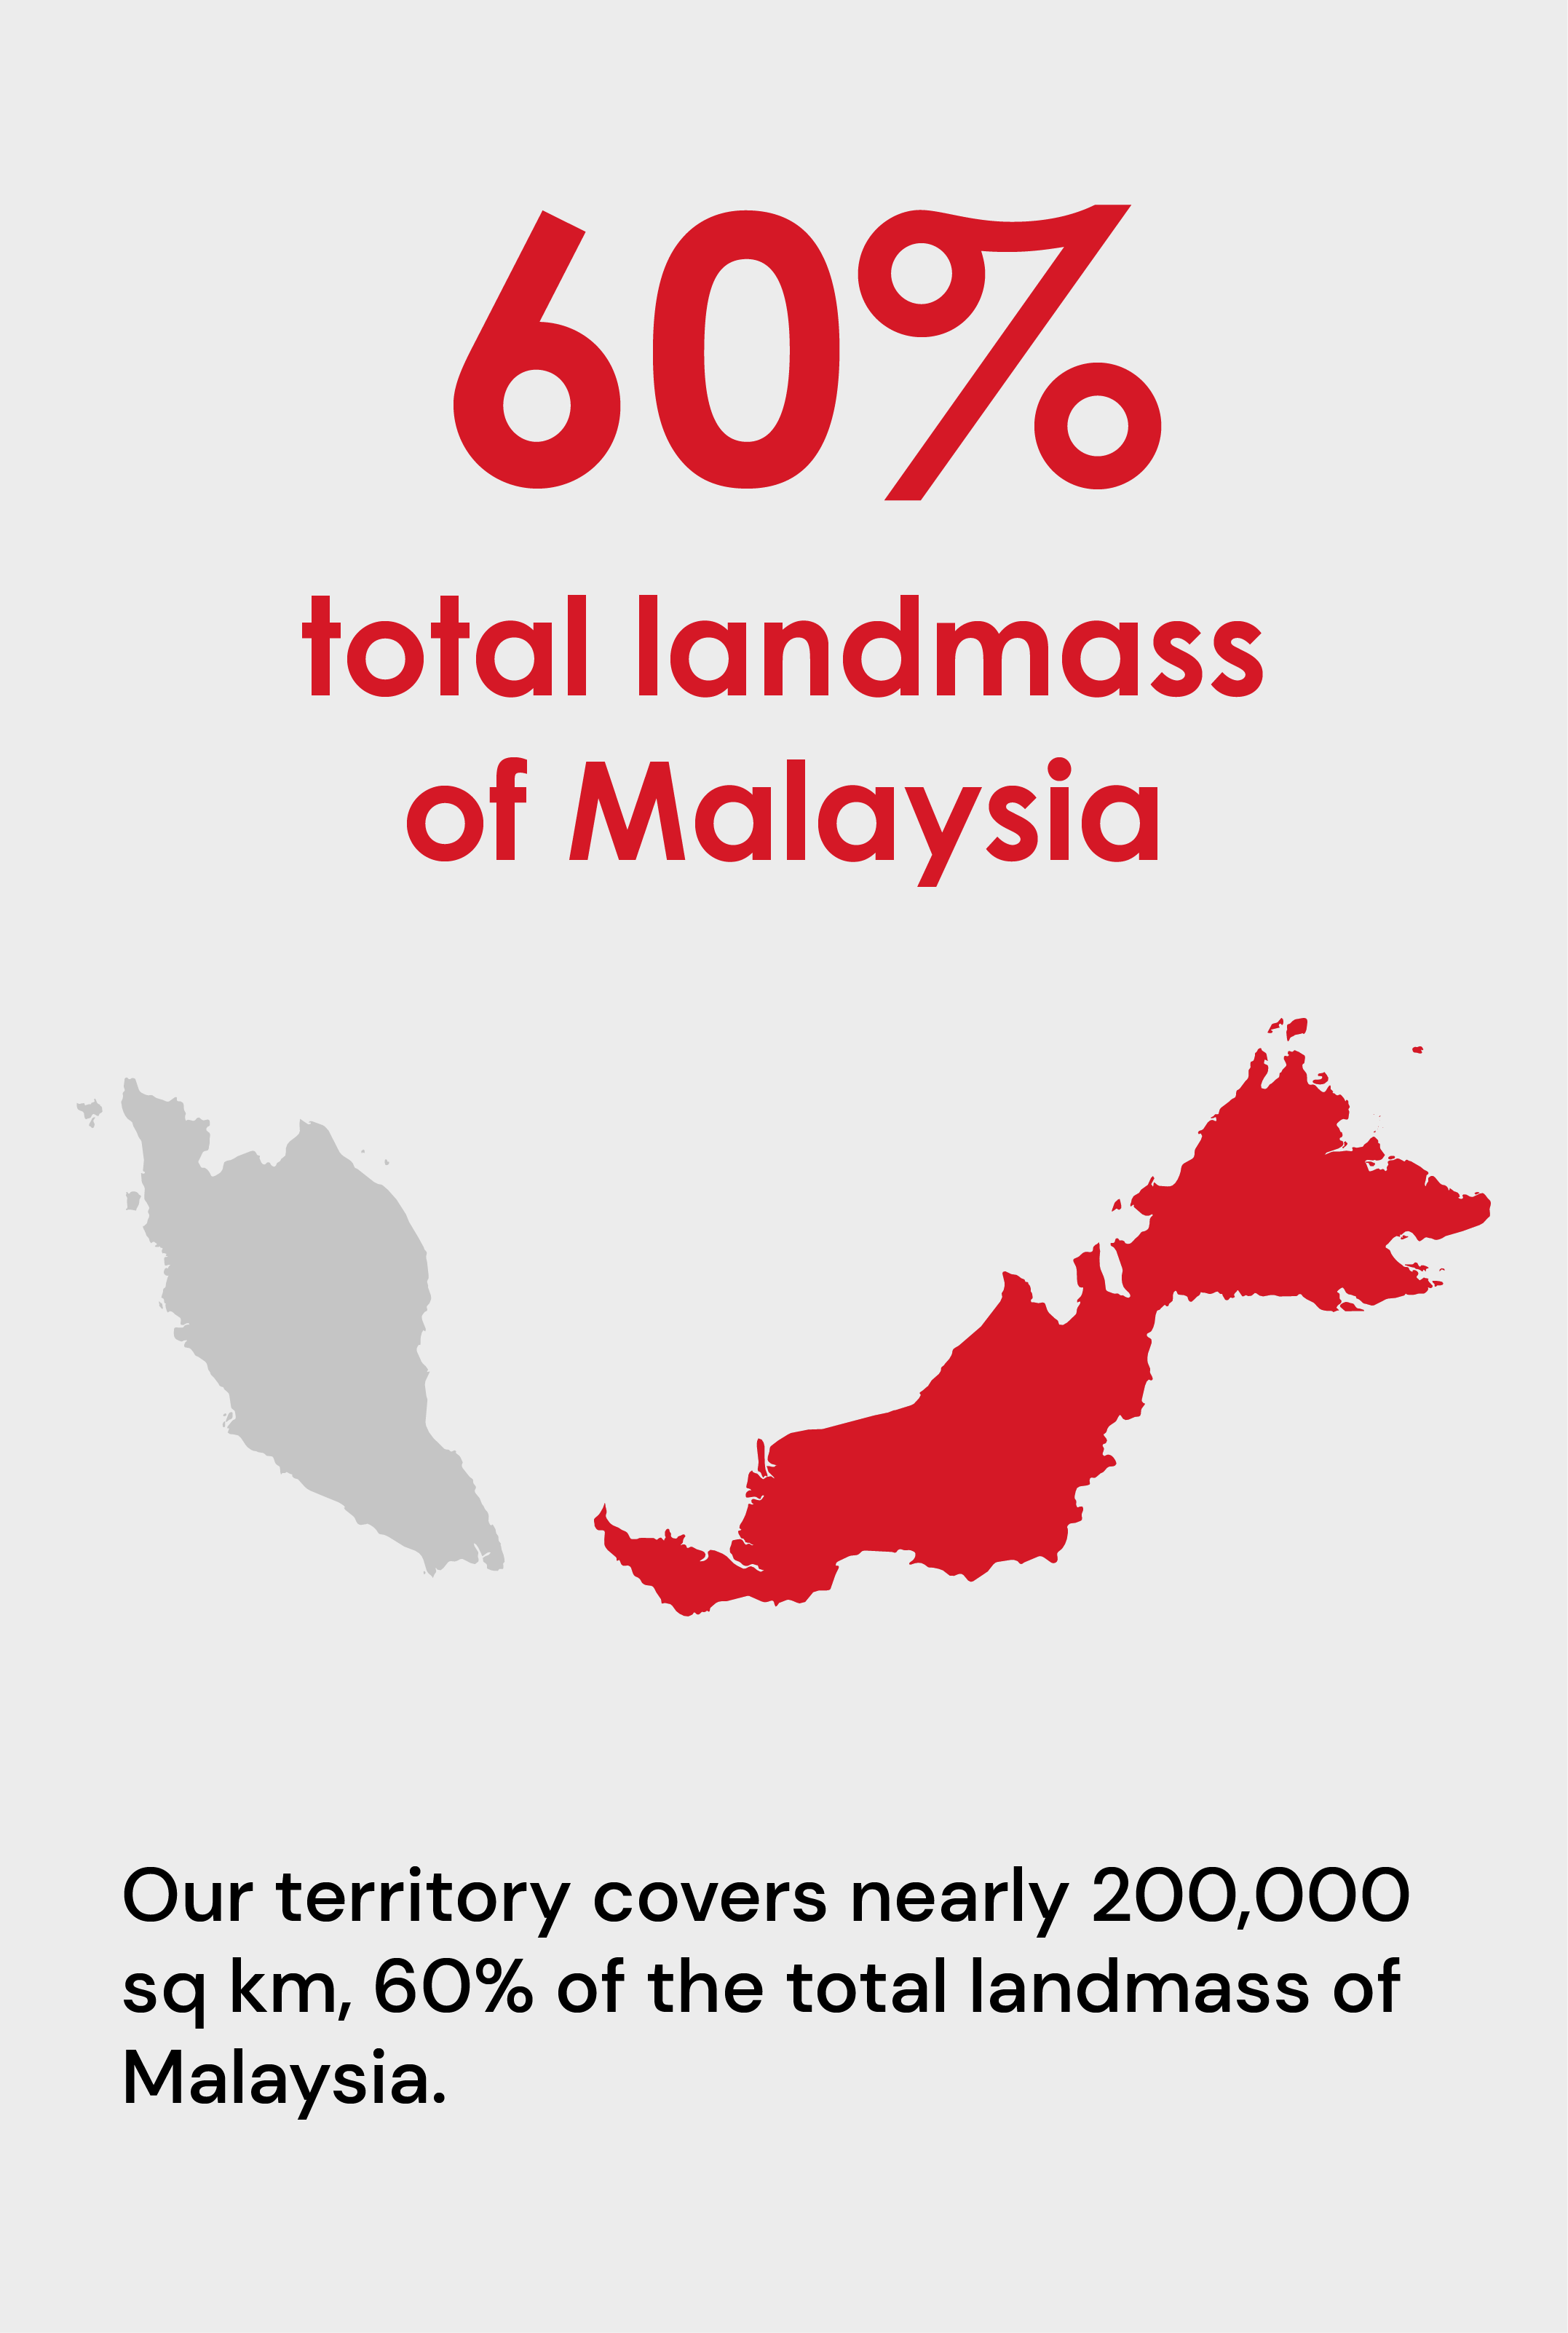 60%
total landmass
of Malaysia
Our territory covers nearly 200,000
sq km, 60% of the total landmass of
Malaysia.